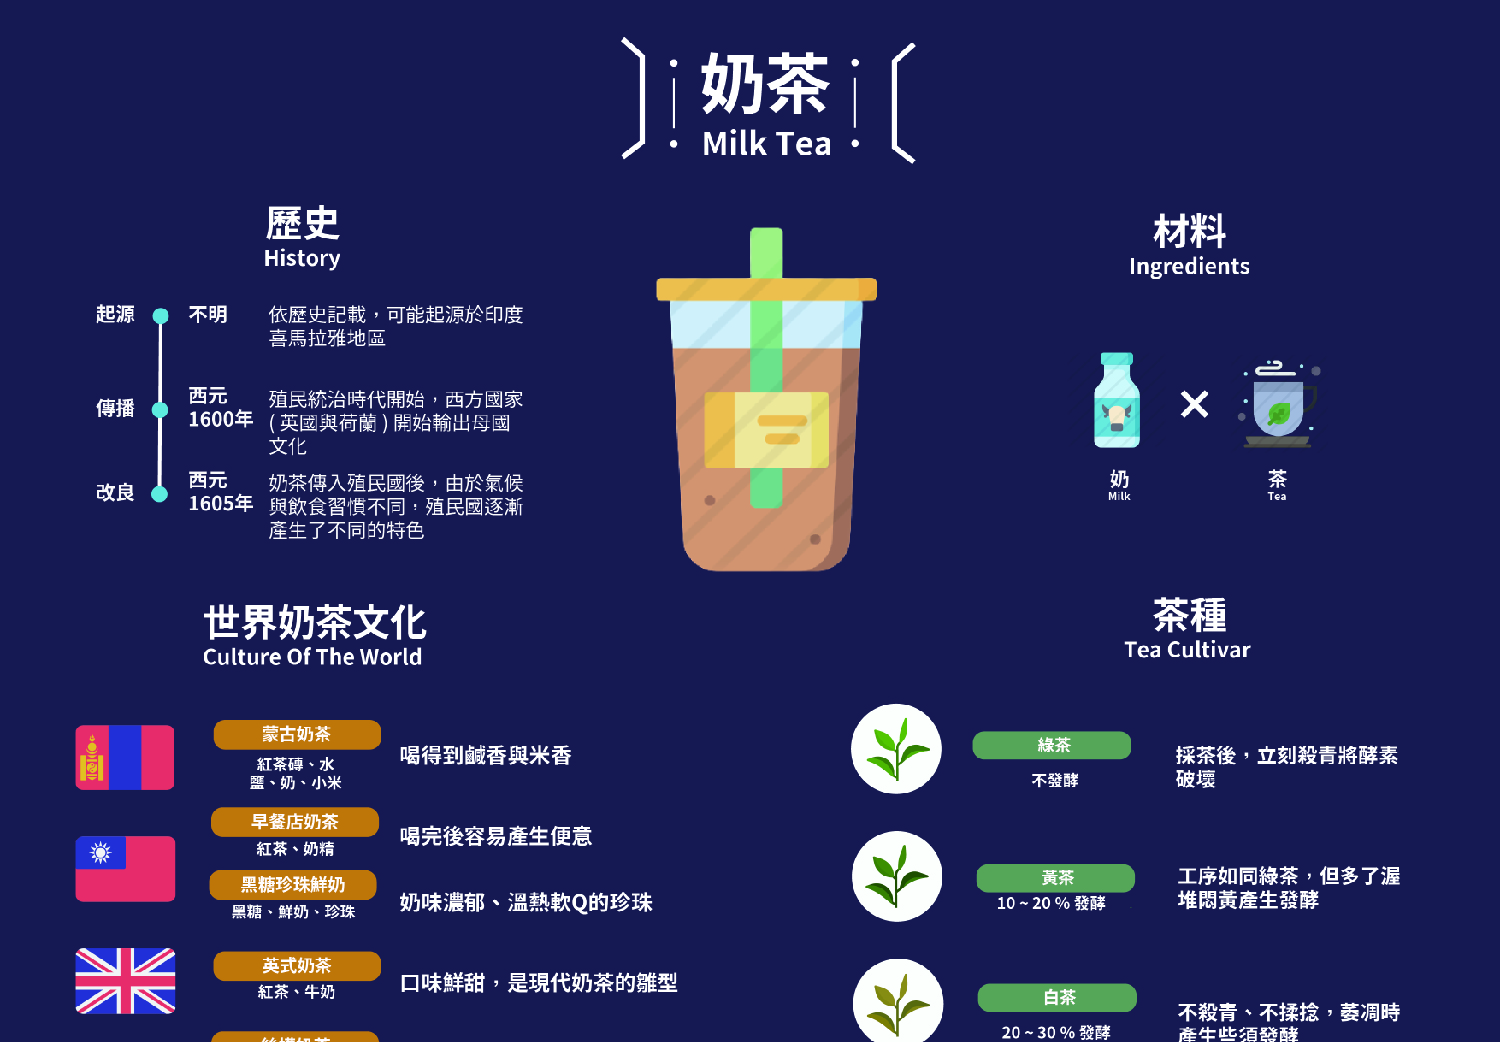 奶茶
Milk Tea
歷史
History
起源
不明
依歷史記載，可能起源於印度
喜馬拉雅地區
傳播
西元
1600年
殖民統治時代開始，西方國家
( 英國與荷蘭 ) 開始輸出母國
文化
改良
西元
1605年
奶茶傳入殖民國後，由於氣候
與飲食習慣不同，殖民國逐漸
產生了不同的特色
材料
Ingredients
奶
Milk
茶
Tea
世界奶茶文化
Culture Of The World
蒙古奶茶
紅茶磚、水
鹽、奶、小米
喝得到鹹香與米香
早餐店奶茶
紅茶、奶精
喝完後容易產生便意
黑糖珍珠鮮奶
黑糖、鮮奶、珍珠
奶味濃郁、溫熱軟Q的珍珠
英式奶茶
紅茶、牛奶
口味鮮甜，是現代奶茶的雛型
茶種
Tea Cultivar
綠茶
不發酵
採茶後，立刻殺青將酵素
破壞
黃茶
10 ~ 20 % 發酵
工序如同綠茶，但多了渥
堆悶黃產生發酵
白茶
20 ~ 30 % 發酵
不殺青、不揉捻，萎凋時
產生些須發酵